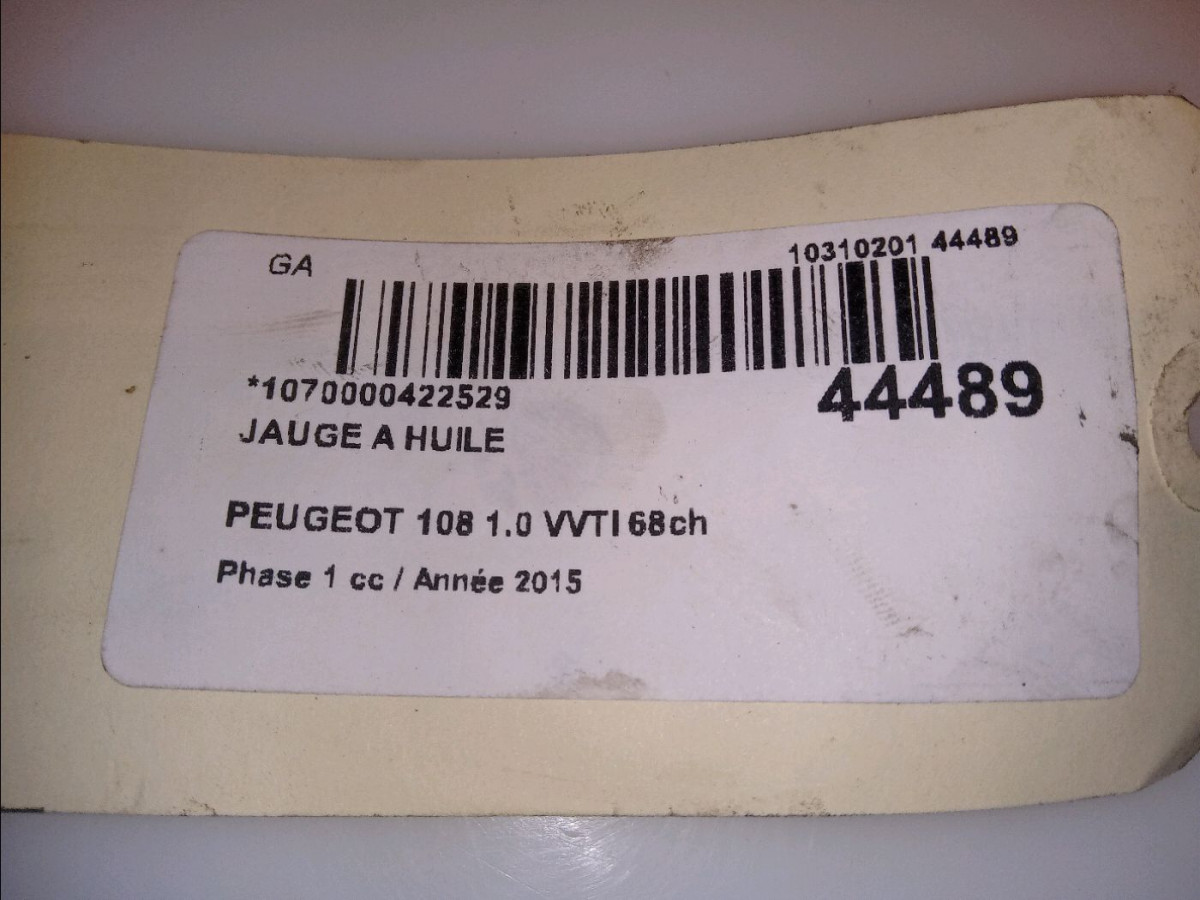 GA
10310201 44489
*1070000422529
44489
JAUGE A HUILE
PEUGEOT 108 1.0 VVTI 68ch
Phase 1 cc / Année 2015